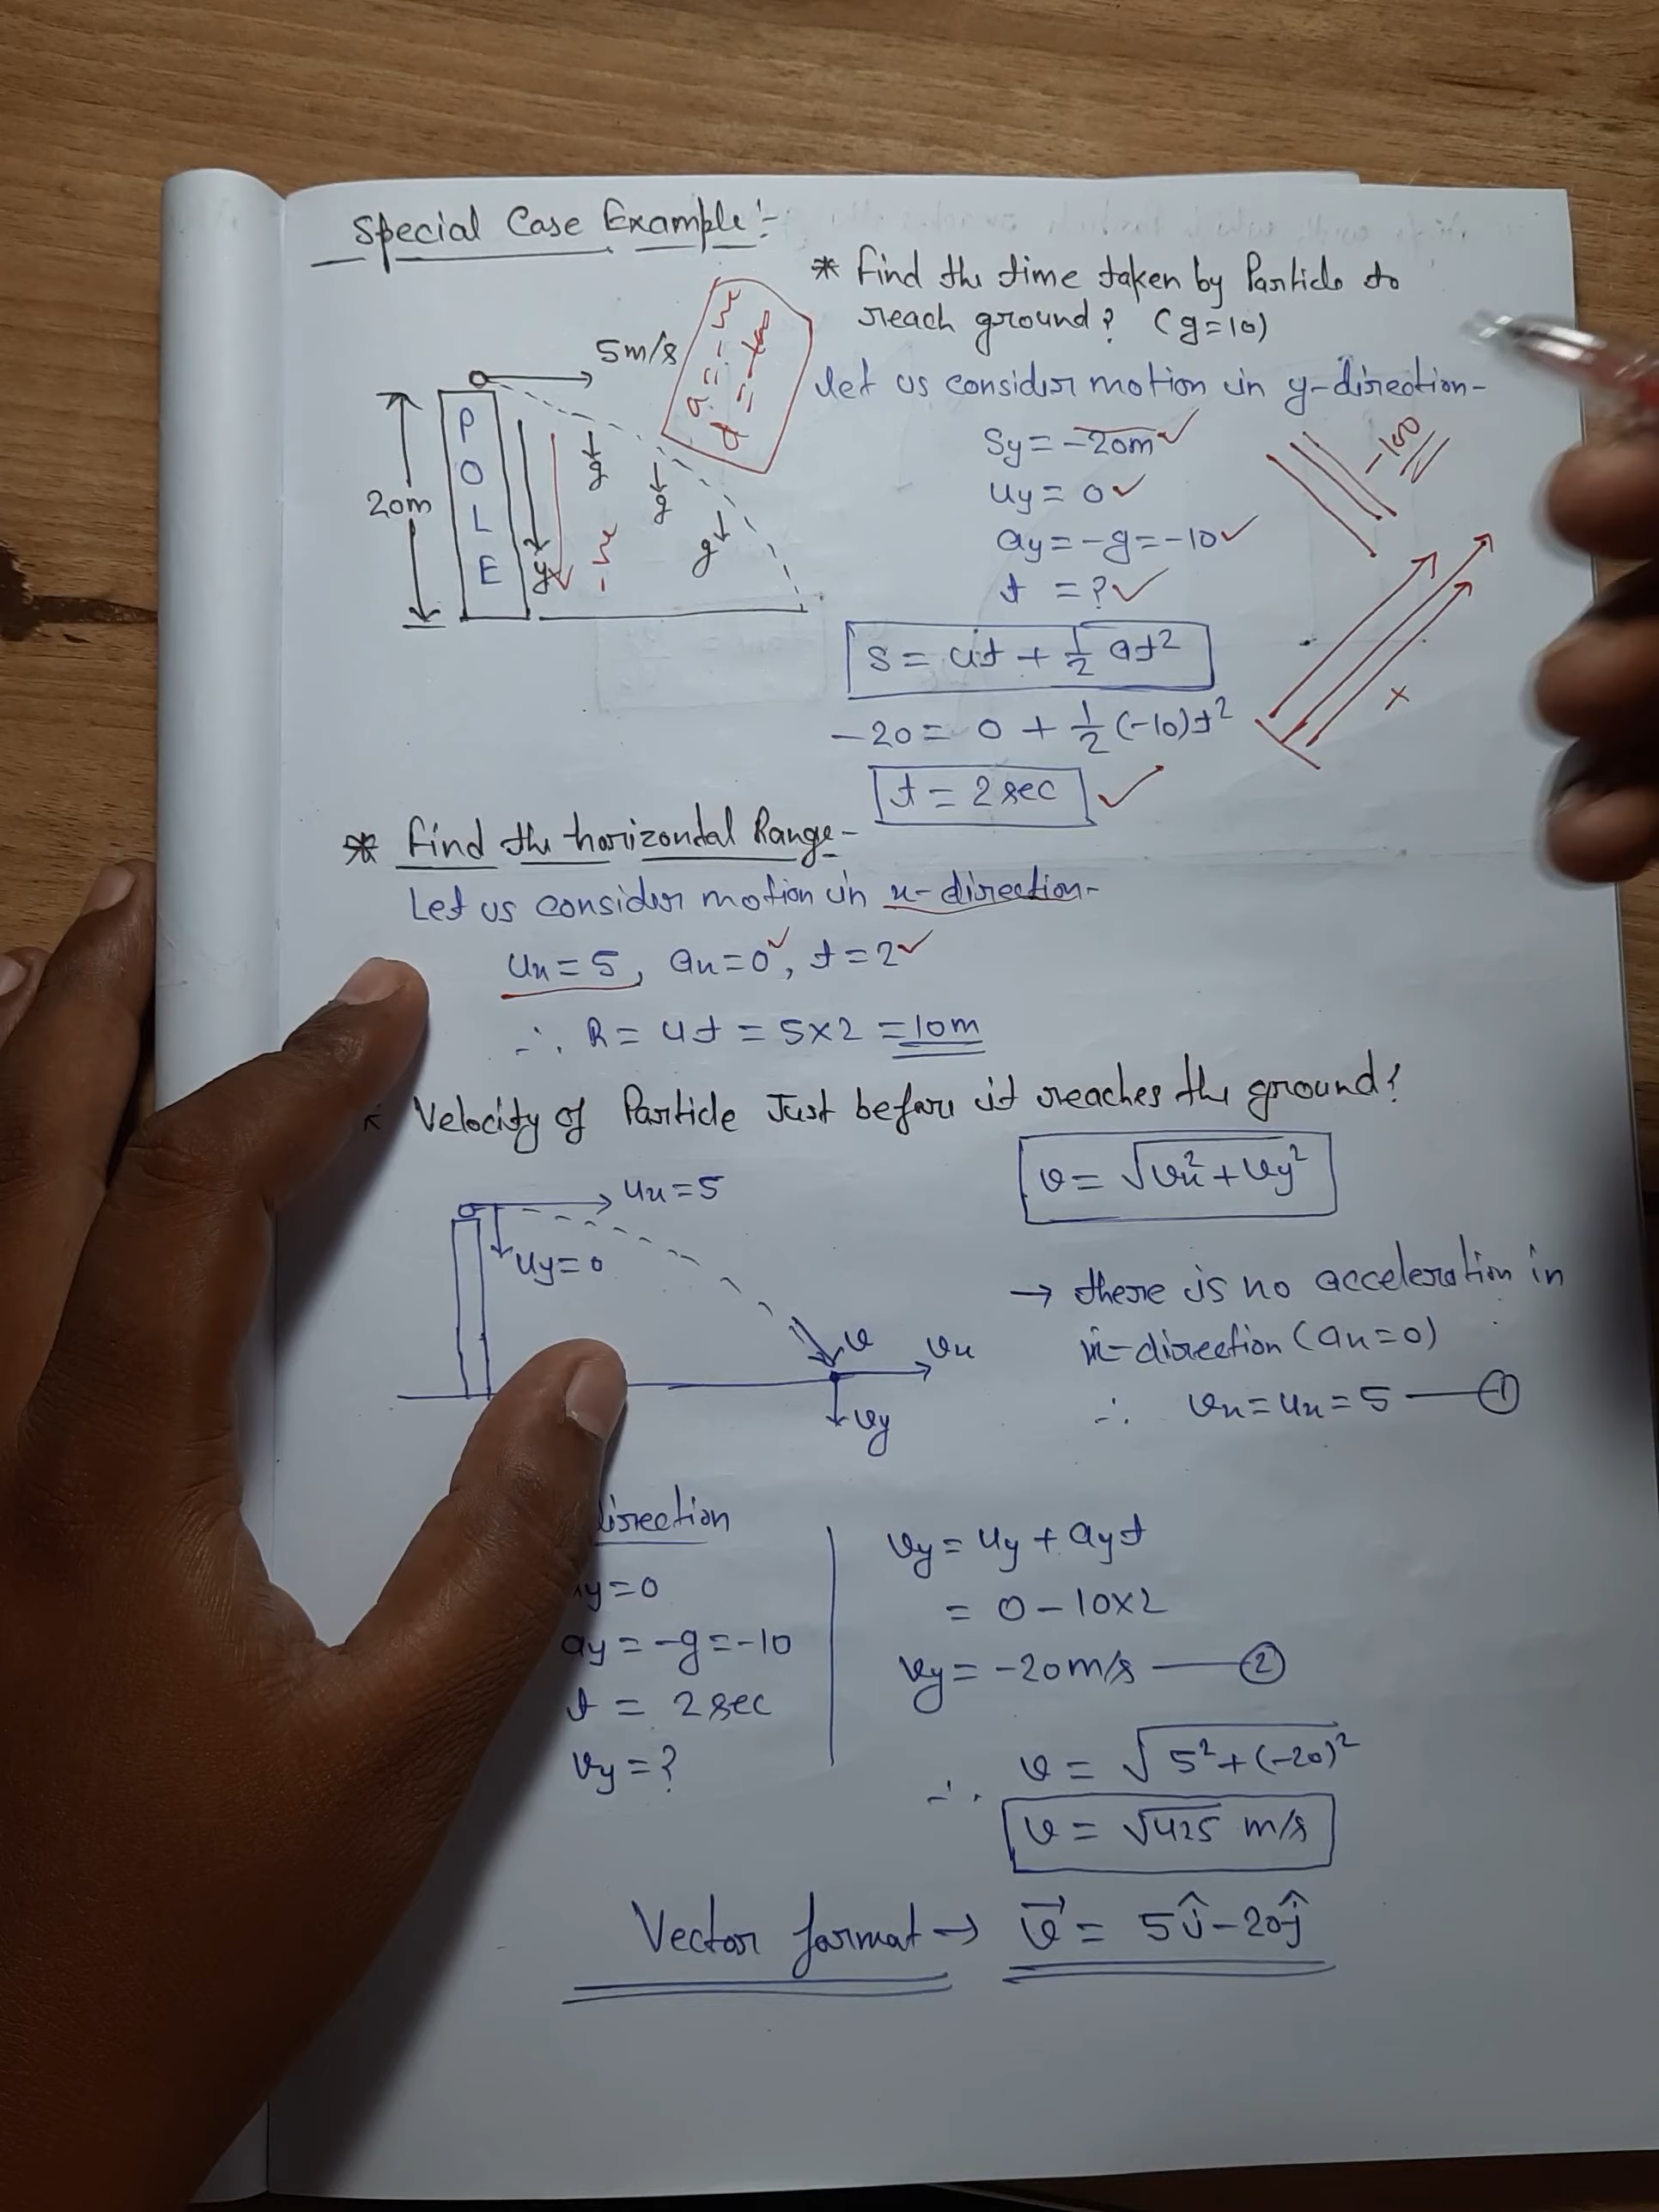 Special Case Example:-
* Find the time taken by Particle to
reach ground? (g=10)
5m/s
let us consider motion in y-direction-
POLE
20m
g
g
g
y
Sy = -20m ✓
uy = 0 ✓
ay = -g = -10 ✓
t = ? ✓
-150
S = ut + 1/2 at²
-20 = 0 + 1/2 (-10)t²
t = 2 sec ✓
x
* Find the horizontal Range-
Let us consider motion in x-direction-
ux = 5, ax = 0 ✓, t = 2 ✓
∴ R = ut = 5×2 = 10m
Velocity of Particle Just before it reaches the ground?
v = √vx² + vy²
ux = 5
uy = 0
v
vx
vy
→ there is no acceleration in
x-direction (ax = 0)
∴ vx = ux = 5 — ①
direction
y = 0
ay = -g = -10
t = 2 sec
vy = ?
vy = uy + ayt
= 0 - 10×2
vy = -20m/s — ②
∴ v = √5² + (-20)²
v = √425 m/s
Vector format → v⃗ = 5ĵ - 20ĵ